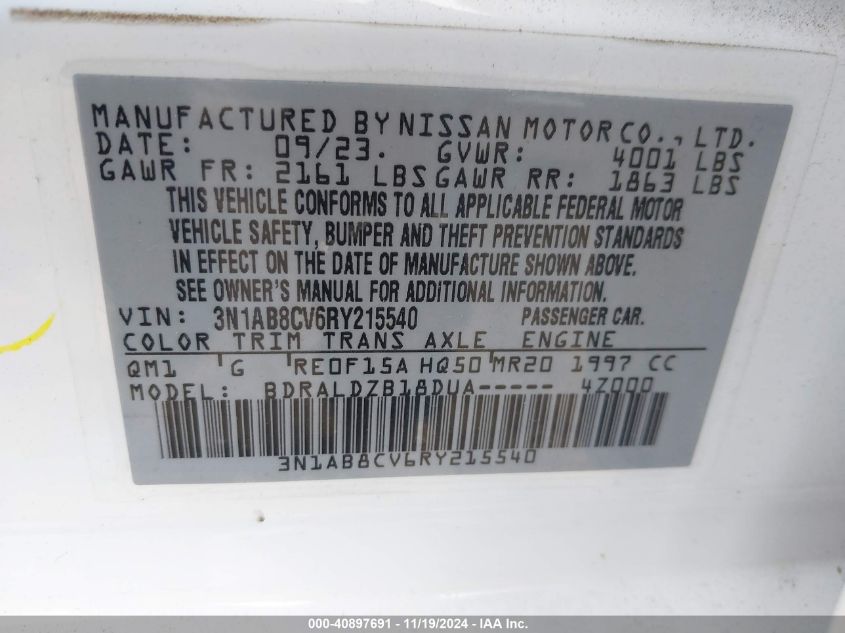 MANUFACTURED BY NISSAN MOTOR CO., LTD.
DATE: 09/23. GVWR: 4001 LBS
GAWR FR: 2161 LBS GAWR RR: 1863 LBS
THIS VEHICLE CONFORMS TO ALL APPLICABLE FEDERAL MOTOR
VEHICLE SAFETY, BUMPER AND THEFT PREVENTION STANDARDS
IN EFFECT ON THE DATE OF MANUFACTURE SHOWN ABOVE.
SEE OWNER'S MANUAL FOR ADDITIONAL INFORMATION.
VIN: 3N1AB8CV6RY215540 PASSENGER CAR.
COLOR TRIM TRANS AXLE ENGINE
QM1 G RE0F15A HQ50 MR20 1997 CC
MODEL: BDRALDZB18DUA----- 4Z000
3N1AB8CV6RY215540
000-40897691 - 11/19/2024 - IAA Inc.